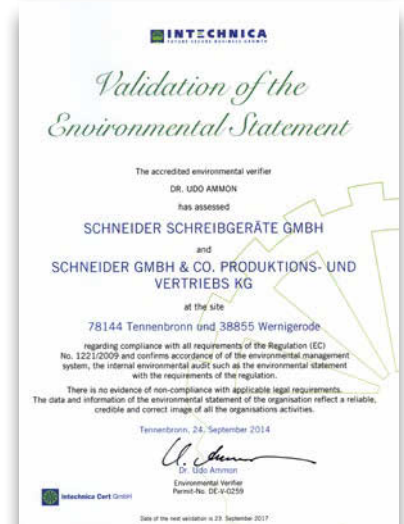 INTECHNICA
FUTURE SECURE BUSINESS GROWTH
Validation of the
Environmental Statement
The accredited environmental verifier
DR. UDO AMMON
has assessed
SCHNEIDER SCHREIBGERÄTE GMBH
and
SCHNEIDER GMBH & CO. PRODUKTIONS- UND
VERTRIEBS KG
at the site
78144 Tennenbronn und 38855 Wernigerode
regarding compliance with all requirements of the Regulation (EC)
No. 1221/2009 and confirms accordance of of the environmental management
system, the internal environmental audit such as the environmental statement
with the requirements of the regulation.
There is no evidence of non-compliance with applicable legal requirements.
The data and information of the environmental statement of the organisation reflect a reliable,
credible and correct image of all the organisations activities.
Tennenbronn, 24. September 2014
U. Ammon
Dr. Udo Ammon
Environmental Verifier
Permit-No. DE-V-0259
Intechnica Cert GmbH
Date of the next validation is 23. September 2017